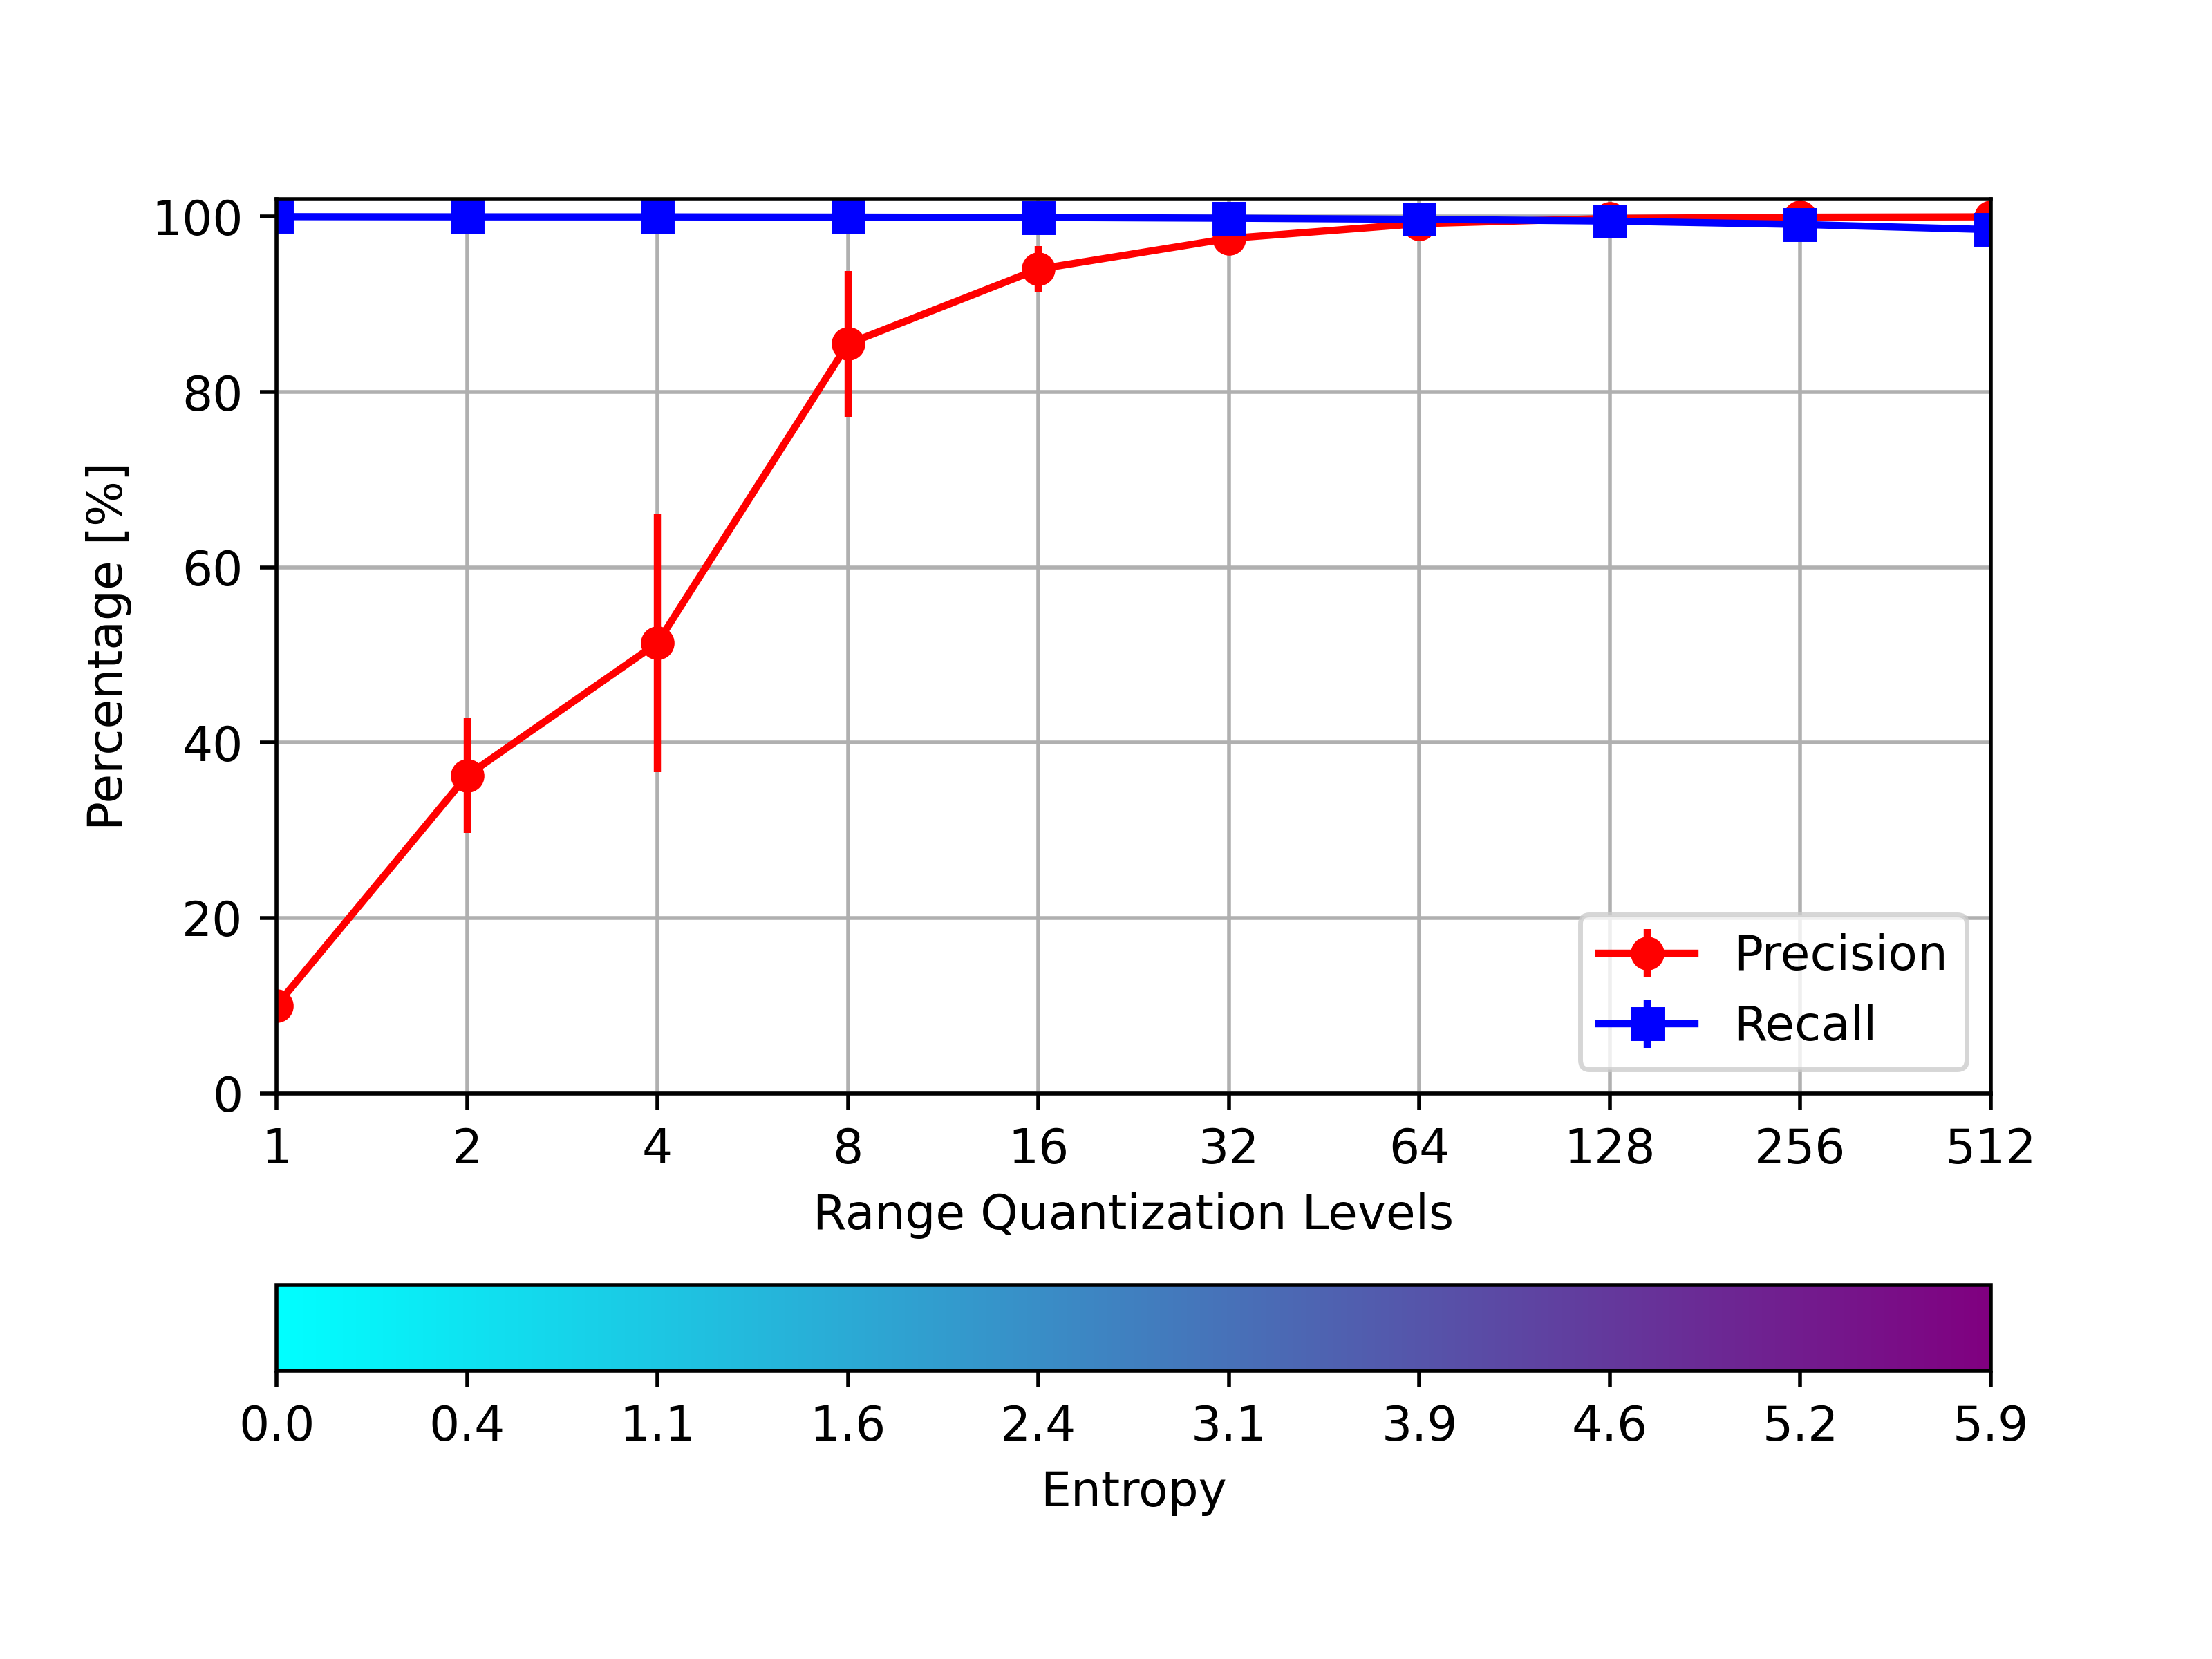 100
80
60
40
20
0
Percentage [%]
Precision
Recall
1 2 4 8 16 32 64 128 256 512
Range Quantization Levels
0.0 0.4 1.1 1.6 2.4 3.1 3.9 4.6 5.2 5.9
Entropy